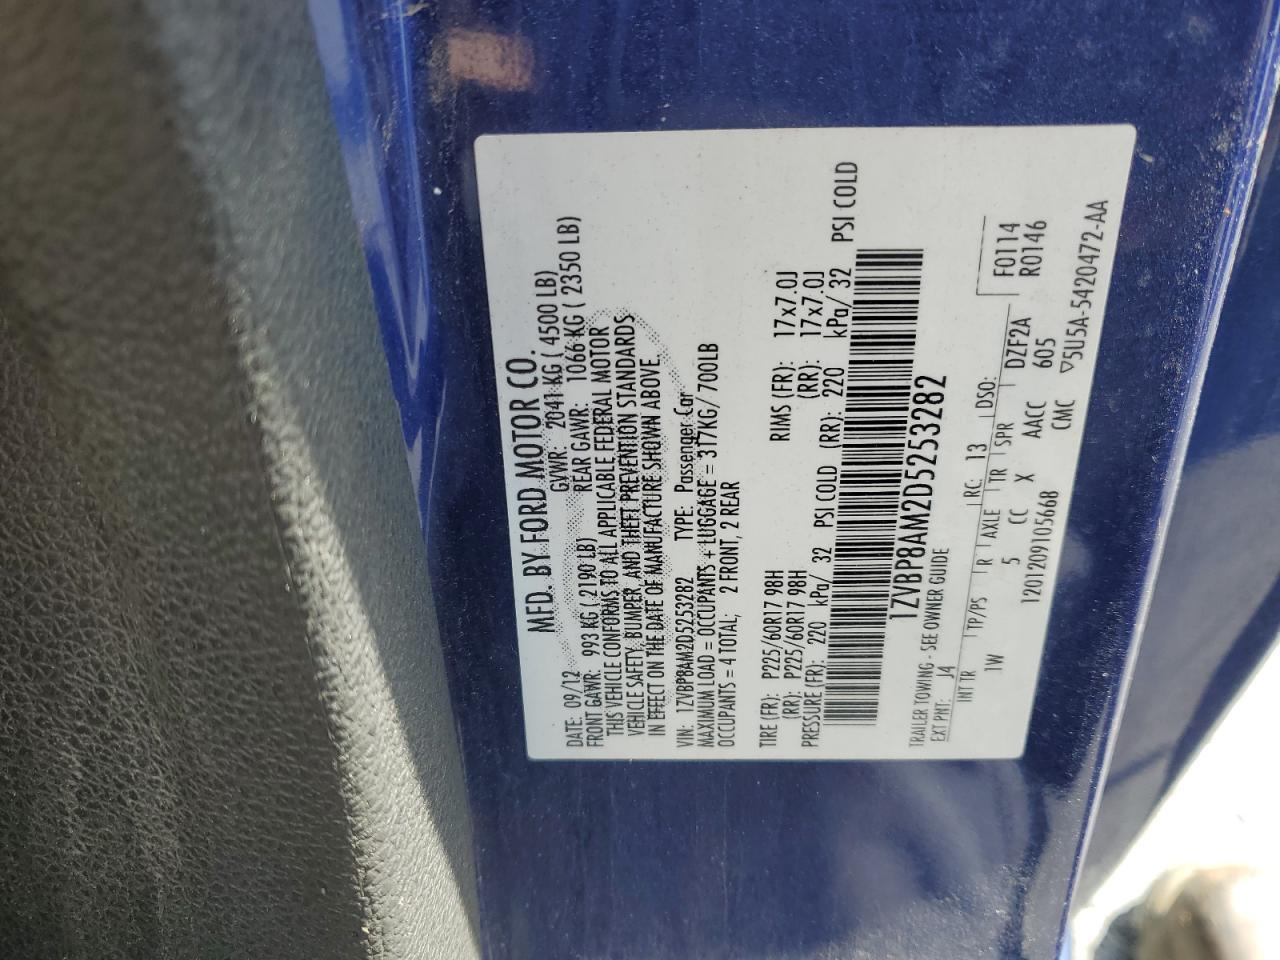 MFD. BY FORD MOTOR CO.
DATE: 09/12 GVWR: 2041 KG ( 4500 LB)
FRONT GAWR: 993 KG ( 2190 LB) REAR GAWR: 1066 KG ( 2350 LB)
THIS VEHICLE CONFORMS TO ALL APPLICABLE FEDERAL MOTOR
VEHICLE SAFETY, BUMPER, AND THEFT PREVENTION STANDARDS
IN EFFECT ON THE DATE OF MANUFACTURE SHOWN ABOVE.
VIN: 1ZVBP8AM2D5253282 TYPE: Passenger Car
MAXIMUM LOAD = OCCUPANTS + LUGGAGE = 317KG/ 700LB
OCCUPANTS = 4 TOTAL; 2 FRONT, 2 REAR
TIRE (FR): P225/60R17 98H RIMS (FR): 17x7.0J
(RR): P225/60R17 98H (RR): 17x7.0J
PRESSURE (FR): 220 kPa/ 32 PSI COLD (RR): 220 kPa/ 32 PSI COLD
1ZVBP8AM2D5253282
TRAILER TOWING - SEE OWNER GUIDE
EXT PNT: J4 RC: 13 DSO: F0114
INT TR TP/PS R AXLE TR SPR DZF2A R0146
1W 5 CC X AACC 605
1201209105668 CMC ▽5U5A-5420472-AA